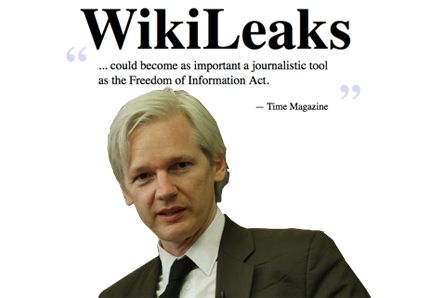 WikiLeaks
“
... could become as important a journalistic tool
as the Freedom of Information Act.
”
— Time Magazine